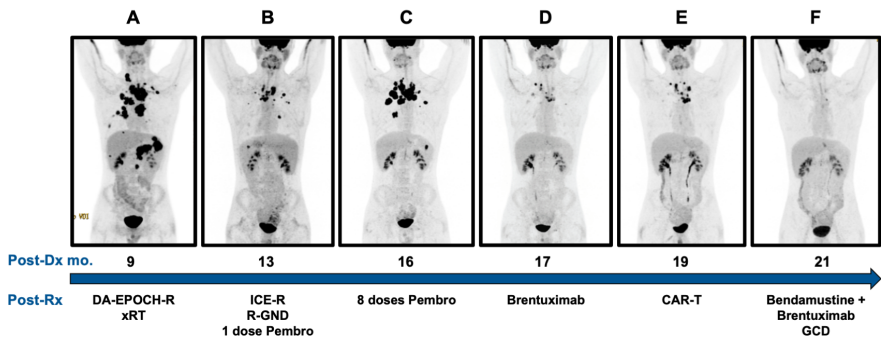 A B C D E F
VD1
Post-Dx mo. 9 13 16 17 19 21
Post-Rx DA-EPOCH-R ICE-R 8 doses Pembro Brentuximab CAR-T Bendamustine +
xRT R-GND Brentuximab
1 dose Pembro GCD